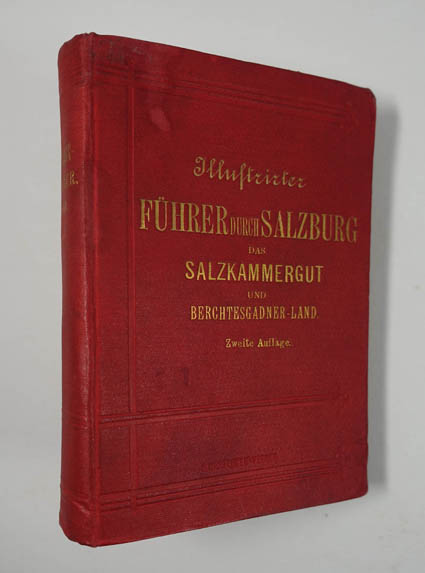 Illustrirter
FÜHRER DURCH SALZBURG
DAS
SALZKAMMERGUT
UND
BERCHTESGADNER-LAND.
Zweite Auflage.